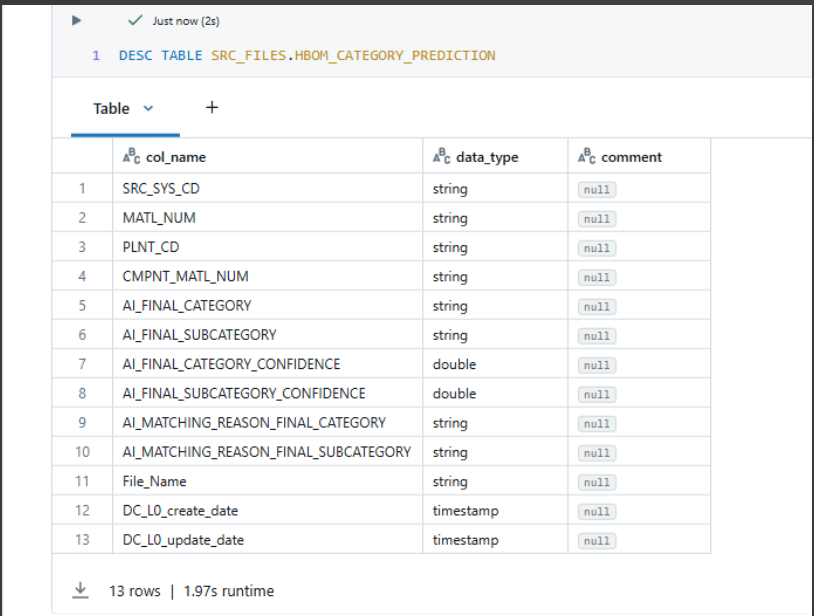 Just now (2s)
1 DESC TABLE SRC_FILES.HBOM_CATEGORY_PREDICTION
Table +
ABC col_name ABC data_type ABC comment
1 SRC_SYS_CD string null
2 MATL_NUM string null
3 PLNT_CD string null
4 CMPNT_MATL_NUM string null
5 AI_FINAL_CATEGORY string null
6 AI_FINAL_SUBCATEGORY string null
7 AI_FINAL_CATEGORY_CONFIDENCE double null
8 AI_FINAL_SUBCATEGORY_CONFIDENCE double null
9 AI_MATCHING_REASON_FINAL_CATEGORY string null
10 AI_MATCHING_REASON_FINAL_SUBCATEGORY string null
11 File_Name string null
12 DC_L0_create_date timestamp null
13 DC_L0_update_date timestamp null
13 rows | 1.97s runtime